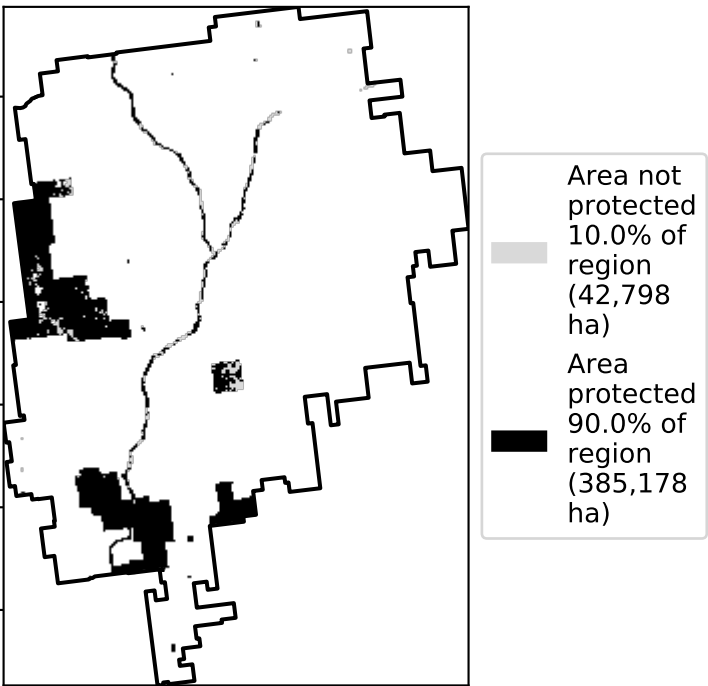 Area not
protected
10.0% of
region
(42,798
ha)
Area
protected
90.0% of
region
(385,178
ha)